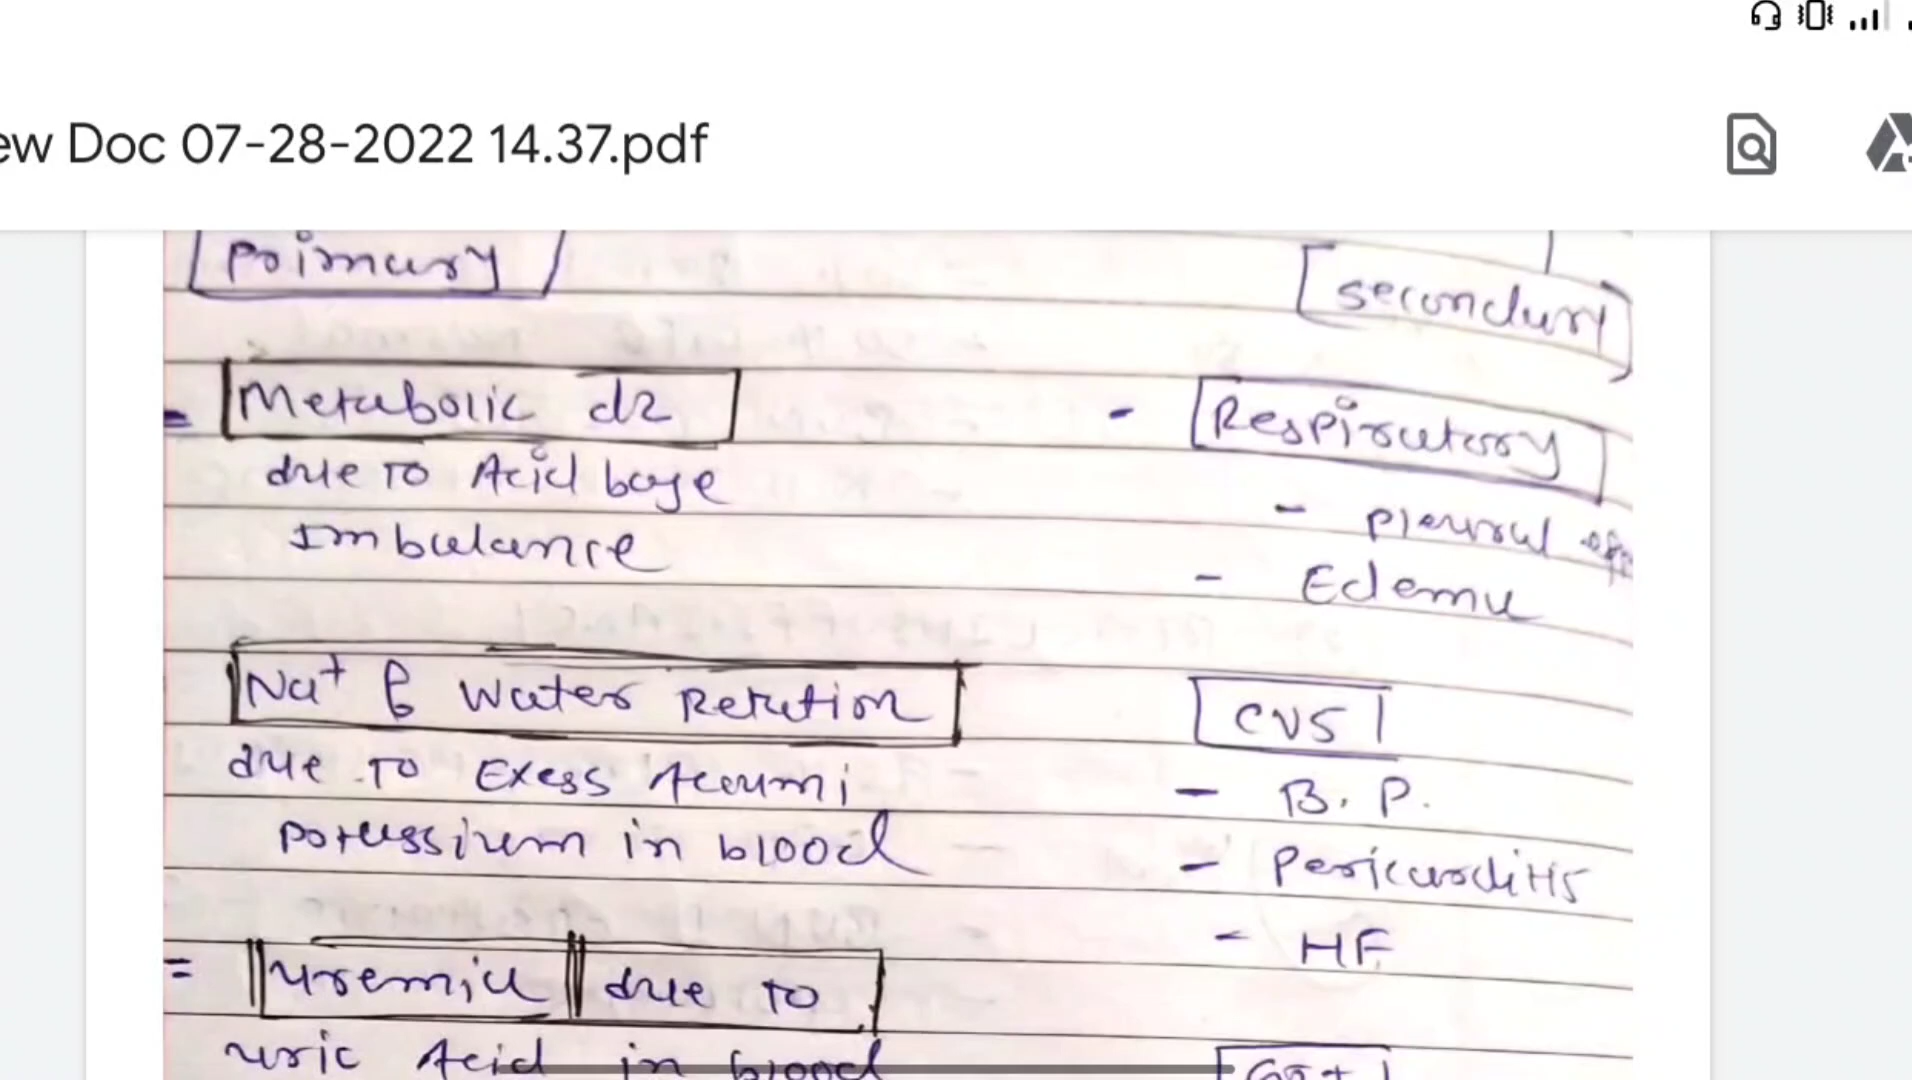 ew Doc 07-28-2022 14.37.pdf
Primary
secondary
Metabolic dz
due to Acid base
Imbalance
Respiratory
- pleural
- Edema
Na+ & Water Retution
due to Exess Accumi
potassium in blood
CVS
- B. P.
- Pericarditis
- HF
= uremia due to
uric Acid in blood